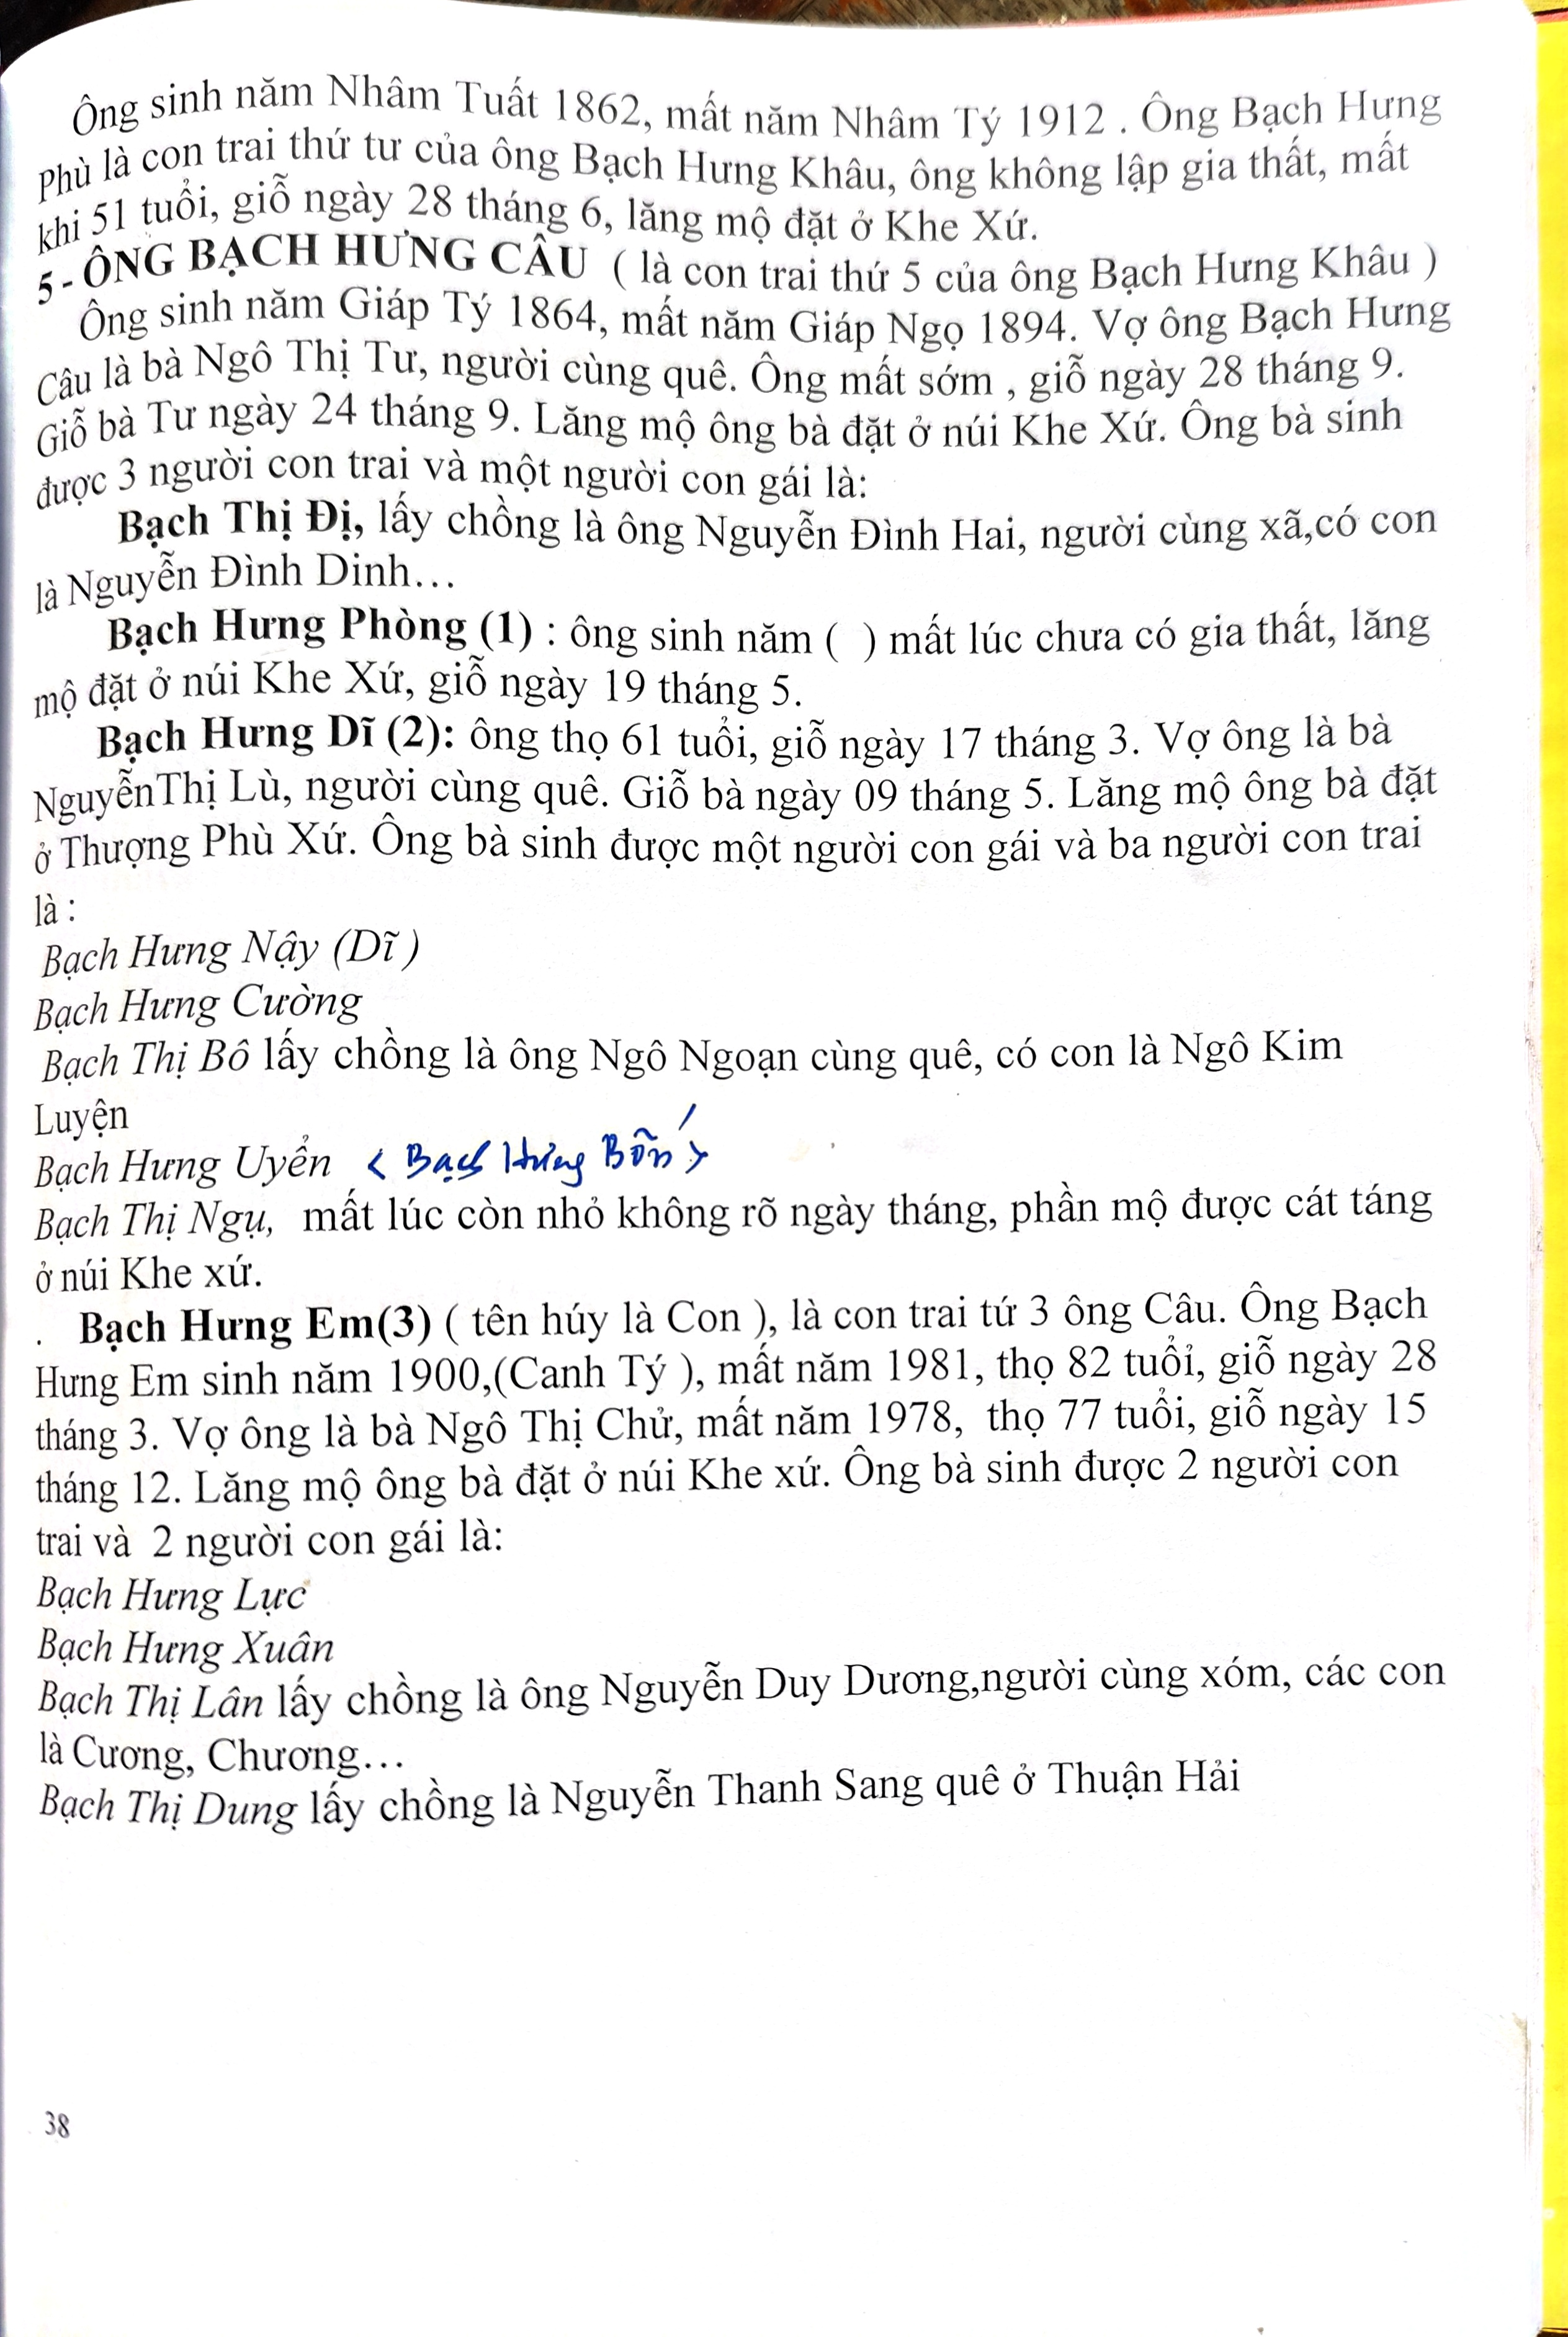 Ông sinh năm Nhâm Tuất 1862, mất năm Nhâm Tý 1912 . Ông Bạch Hưng
Phù là con trai thứ tư của ông Bạch Hưng Khâu, ông không lập gia thất, mất
khi 51 tuổi, giỗ ngày 28 tháng 6, lăng mộ đặt ở Khe Xứ.
5 - ÔNG BẠCH HƯNG CÂU ( là con trai thứ 5 của ông Bạch Hưng Khâu )
Ông sinh năm Giáp Tý 1864, mất năm Giáp Ngọ 1894. Vợ ông Bạch Hưng
Câu là bà Ngô Thị Tư, người cùng quê. Ông mất sớm , giỗ ngày 28 tháng 9.
Giỗ bà Tư ngày 24 tháng 9. Lăng mộ ông bà đặt ở núi Khe Xứ. Ông bà sinh
được 3 người con trai và một người con gái là:
Bạch Thị Đị, lấy chồng là ông Nguyễn Đình Hai, người cùng xã,có con
là Nguyễn Đình Dinh...
Bạch Hưng Phòng (1) : ông sinh năm (  ) mất lúc chưa có gia thất, lăng
mộ đặt ở núi Khe Xứ, giỗ ngày 19 tháng 5.
Bạch Hưng Dĩ (2): ông thọ 61 tuổi, giỗ ngày 17 tháng 3. Vợ ông là bà
NguyễnThị Lù, người cùng quê. Giỗ bà ngày 09 tháng 5. Lăng mộ ông bà đặt
ở Thượng Phù Xứ. Ông bà sinh được một người con gái và ba người con trai
là :
Bạch Hưng Nậy (Dĩ )
Bạch Hưng Cường
Bạch Thị Bô lấy chồng là ông Ngô Ngoạn cùng quê, có con là Ngô Kim
Luyện
Bạch Hưng Uyển < Bạch Hưng Bốn >
Bạch Thị Ngụ, mất lúc còn nhỏ không rõ ngày tháng, phần mộ được cát táng
ở núi Khe xứ.
. Bạch Hưng Em(3) ( tên húy là Con ), là con trai tứ 3 ông Câu. Ông Bạch
Hưng Em sinh năm 1900,(Canh Tý ), mất năm 1981, thọ 82 tuổi, giỗ ngày 28
tháng 3. Vợ ông là bà Ngô Thị Chử, mất năm 1978, thọ 77 tuổi, giỗ ngày 15
tháng 12. Lăng mộ ông bà đặt ở núi Khe xứ. Ông bà sinh được 2 người con
trai và 2 người con gái là:
Bạch Hưng Lực
Bạch Hưng Xuân
Bạch Thị Lân lấy chồng là ông Nguyễn Duy Dương,người cùng xóm, các con
là Cương, Chương...
Bạch Thị Dung lấy chồng là Nguyễn Thanh Sang quê ở Thuận Hải
38